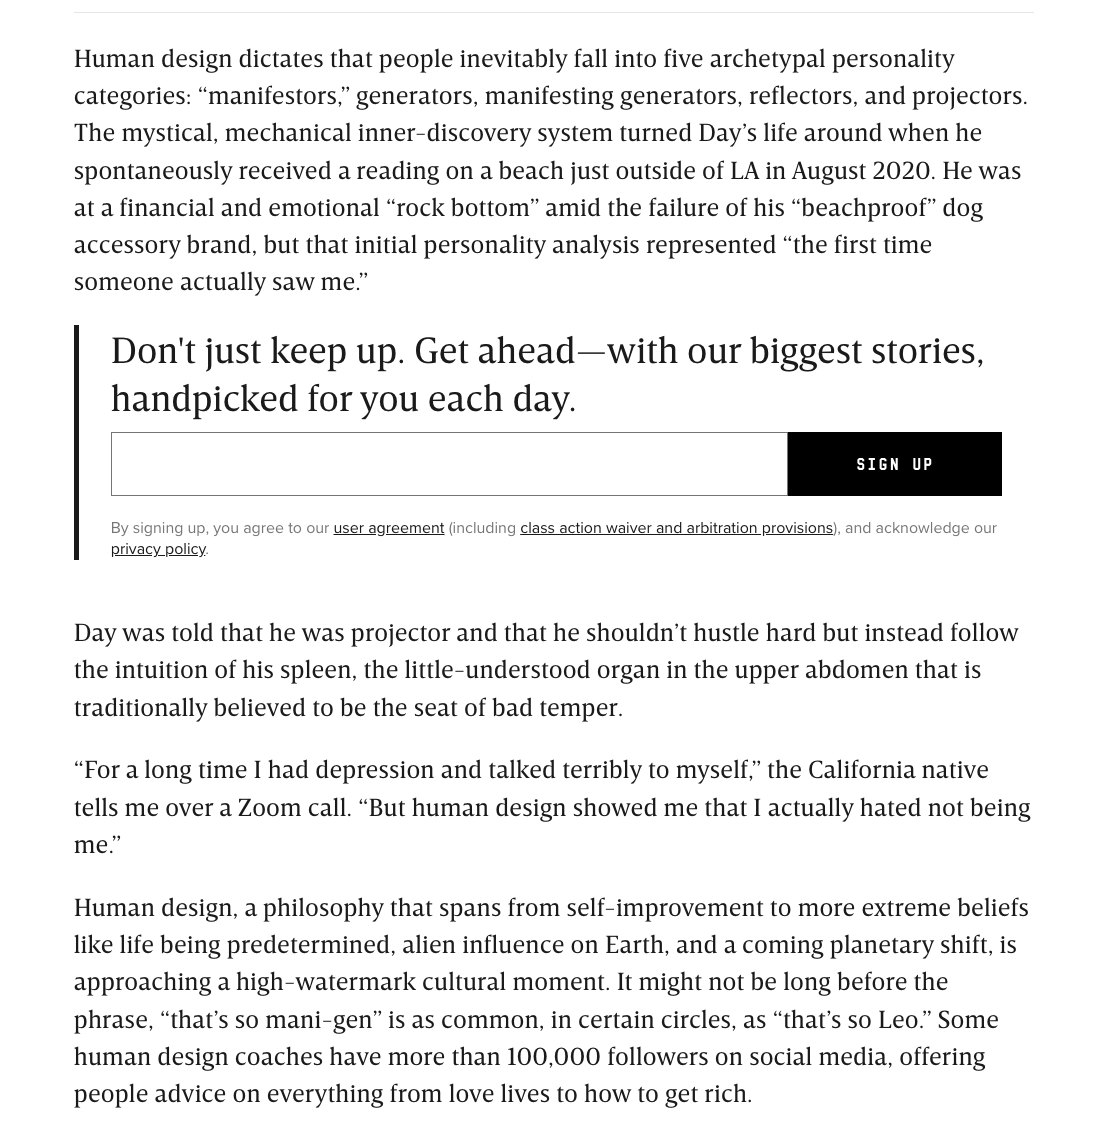 Human design dictates that people inevitably fall into five archetypal personality
categories: “manifestors,” generators, manifesting generators, reflectors, and projectors.
The mystical, mechanical inner-discovery system turned Day’s life around when he
spontaneously received a reading on a beach just outside of LA in August 2020. He was
at a financial and emotional “rock bottom” amid the failure of his “beachproof” dog
accessory brand, but that initial personality analysis represented “the first time
someone actually saw me.”
Don't just keep up. Get ahead—with our biggest stories,
handpicked for you each day.
SIGN UP
By signing up, you agree to our user agreement (including class action waiver and arbitration provisions), and acknowledge our
privacy policy.
Day was told that he was projector and that he shouldn’t hustle hard but instead follow
the intuition of his spleen, the little-understood organ in the upper abdomen that is
traditionally believed to be the seat of bad temper.
“For a long time I had depression and talked terribly to myself,” the California native
tells me over a Zoom call. “But human design showed me that I actually hated not being
me.”
Human design, a philosophy that spans from self-improvement to more extreme beliefs
like life being predetermined, alien influence on Earth, and a coming planetary shift, is
approaching a high-watermark cultural moment. It might not be long before the
phrase, “that’s so mani-gen” is as common, in certain circles, as “that’s so Leo.” Some
human design coaches have more than 100,000 followers on social media, offering
people advice on everything from love lives to how to get rich.